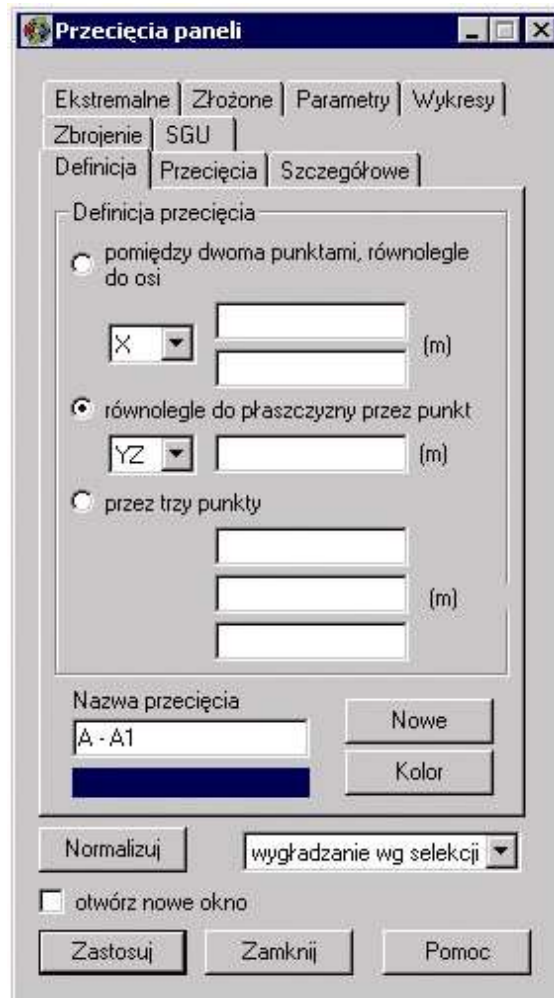 Przecięcia paneli
Ekstremalne Złożone Parametry Wykresy
Zbrojenie SGU
Definicja Przecięcia Szczegółowe
Definicja przecięcia
pomiędzy dwoma punktami, równolegle
do osi
X
(m)
równolegle do płaszczyzny przez punkt
YZ (m)
przez trzy punkty
(m)
Nazwa przecięcia
A - A1
Nowe
Kolor
Normalizuj wygładzanie wg selekcji
otwórz nowe okno
Zastosuj Zamknij Pomoc